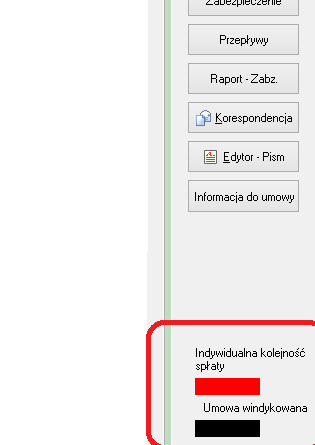 Zabezpieczenie
Przepływy
Raport - Zabz.
Korespondencja
Edytor - Pism
Informacja do umowy
Indywidualna kolejność
spłaty
Umowa windykowana